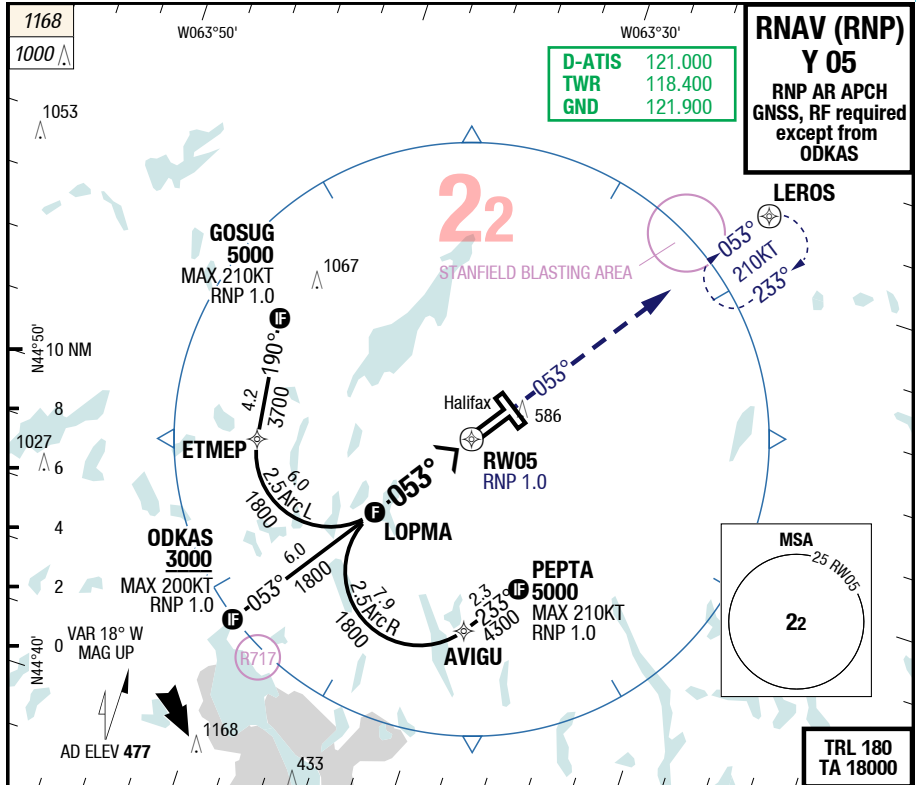 1168
1000
W063°50'
W063°30'
RNAV (RNP)
Y 05
RNP AR APCH
GNSS, RF required
except from
ODKAS
D-ATIS 121.000
TWR 118.400
GND 121.900
1053
22
LEROS
GOSUG
5000
MAX 210KT
RNP 1.0
1067
STANFIELD BLASTING AREA
053°
210KT
233°
IF
190°
4.2
3700
N44°50'
10 NM
8
6
4
2
0
1027
ETMEP
053°
Halifax
586
RW05
RNP 1.0
053°
6.0
2.5 Arc L
1800
F
LOPMA
ODKAS
3000
MAX 200KT
RNP 1.0
IF
053°
6.0
1800
7.9
2.5 Arc R
1800
PEPTA
5000
MAX 210KT
RNP 1.0
IF
2.3
233°
4300
AVIGU
MSA
25 RW05
22
N44°40'
VAR 18° W
MAG UP
R717
AD ELEV 477
1168
433
TRL 180
TA 18000